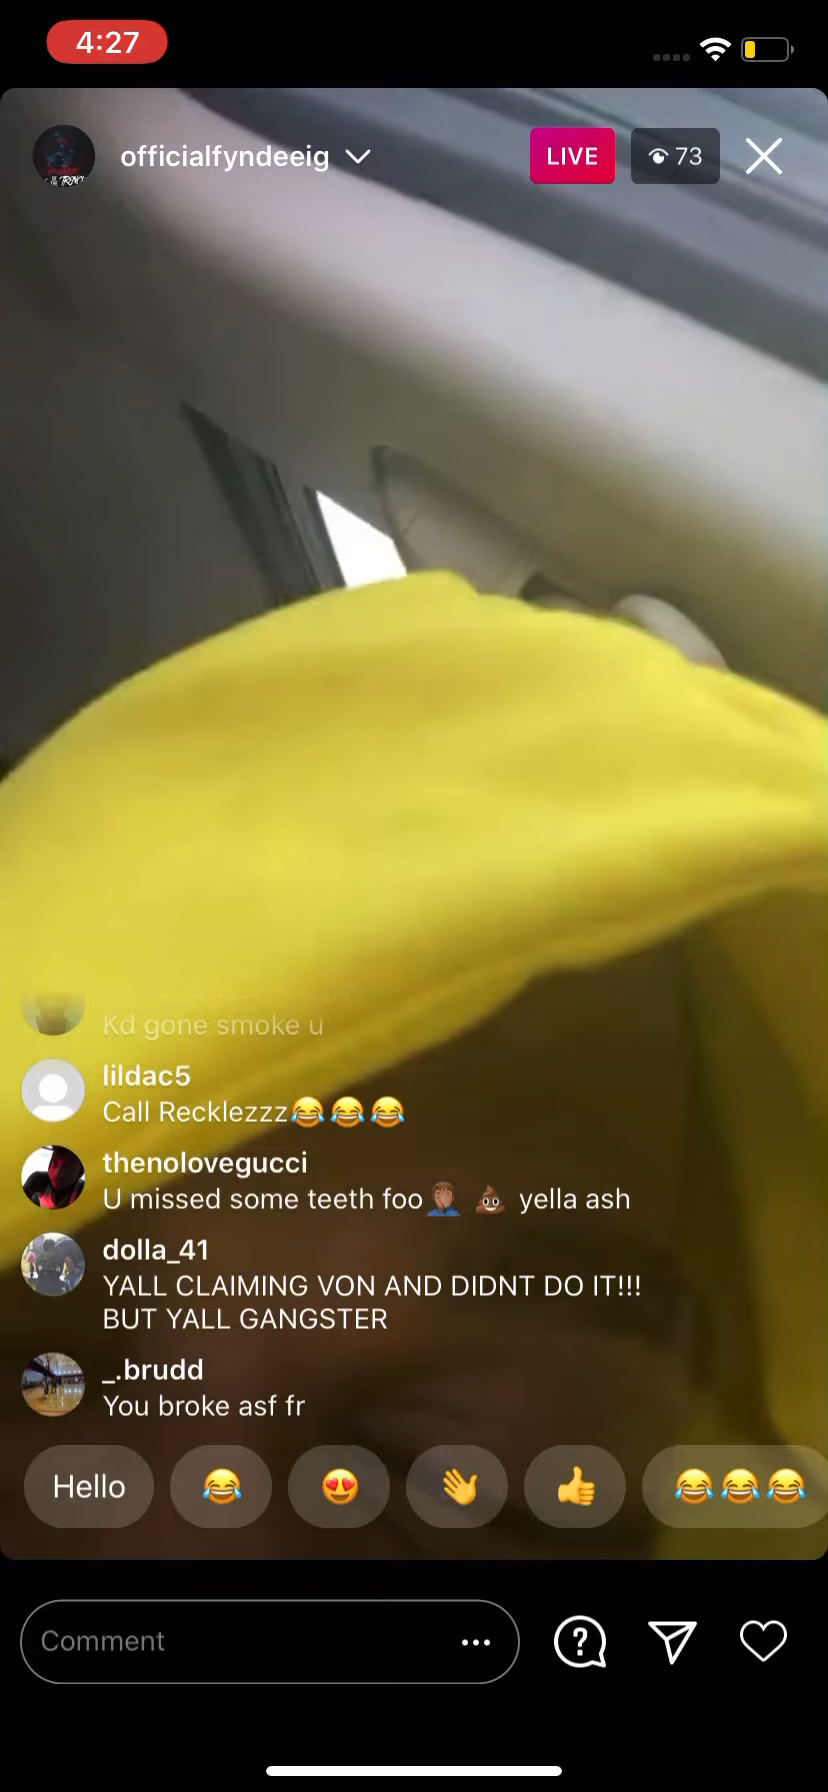 4:27
officialfyndeeig
LIVE
73
Kd gone smoke u
lildac5
Call Recklezzz😂😂😂
thenolovegucci
U missed some teeth foo🤦🏾‍♂️💩 yella ash
dolla_41
YALL CLAIMING VON AND DIDNT DO IT!!!
BUT YALL GANGSTER
_.brudd
You broke asf fr
Hello 😂 😍 👋 👍 😂😂😂
Comment